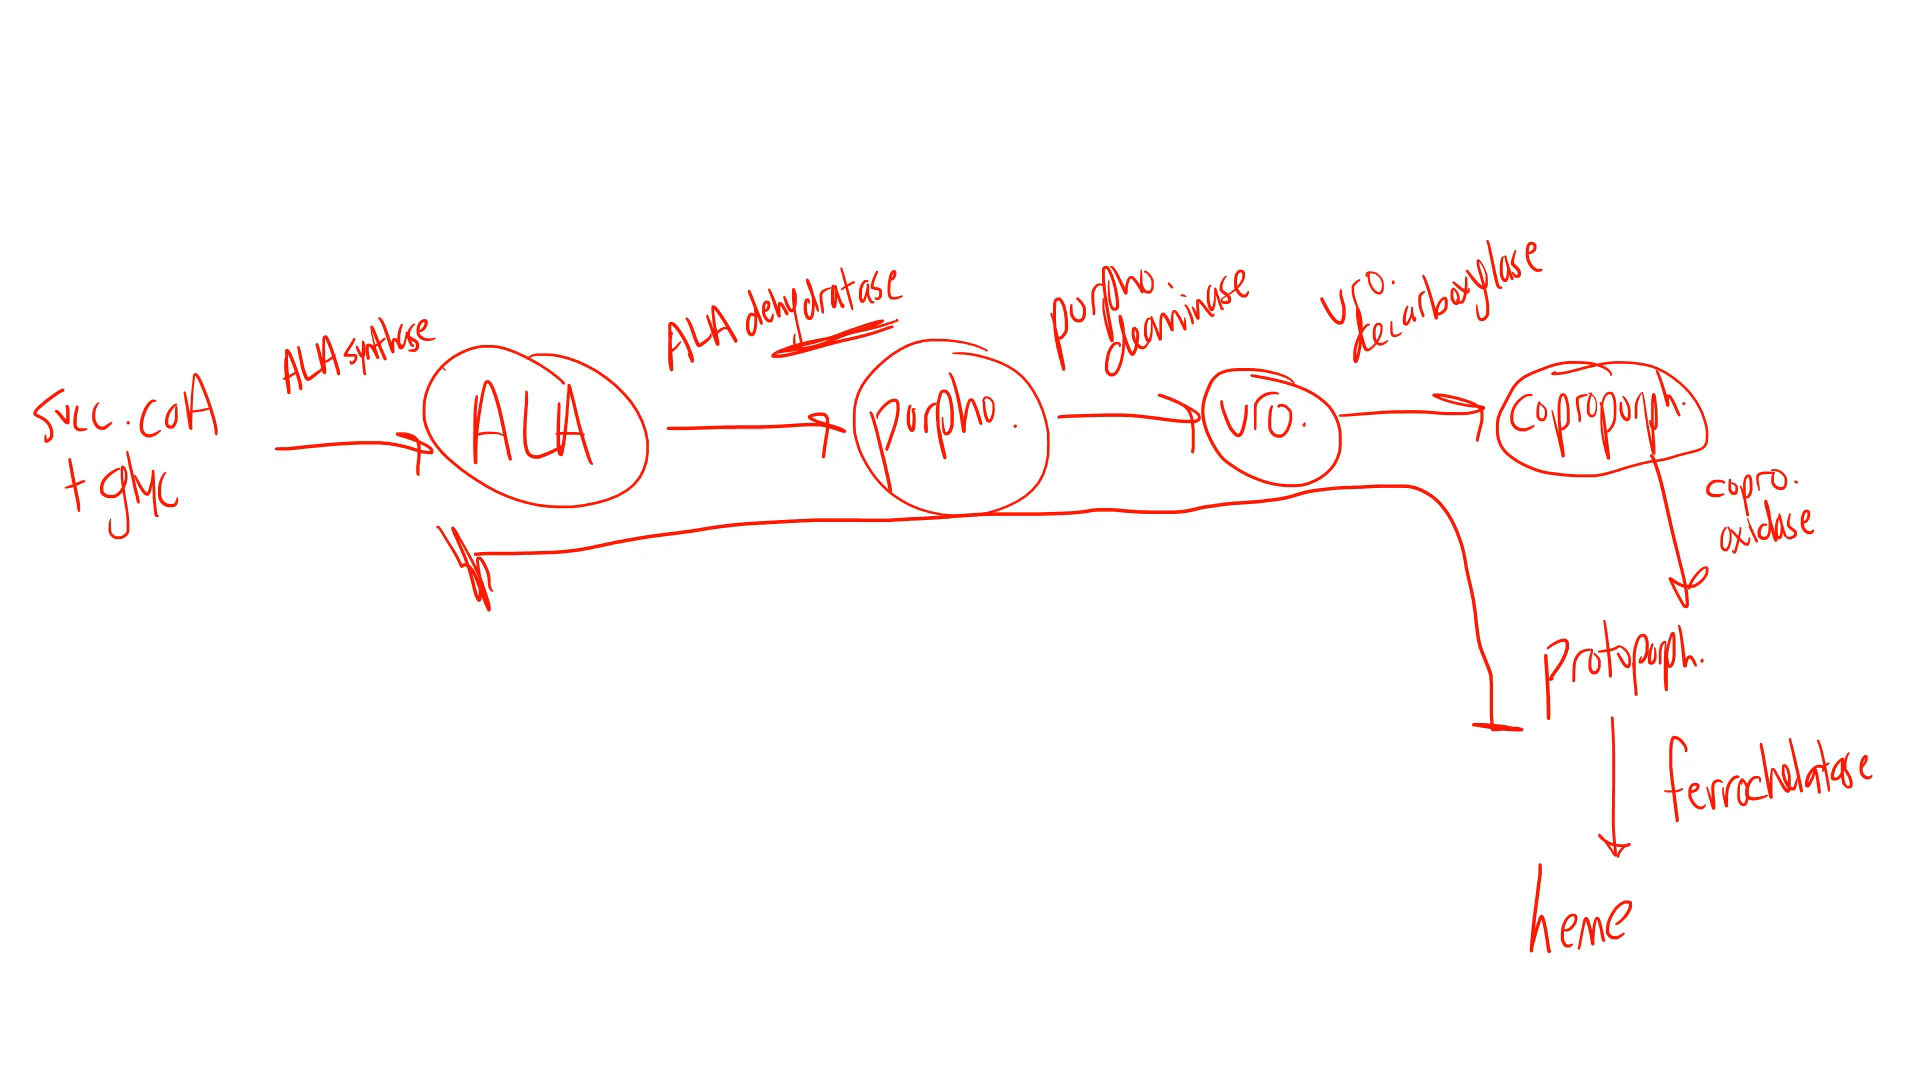 succ. CoA
+ glyc
ALA synthase
ALA
ALA dehydratase
porpho.
porpho.
deaminase
uro.
uro.
decarboxylase
coproporph.
copro.
oxidase
protoporph.
ferrochelatase
heme